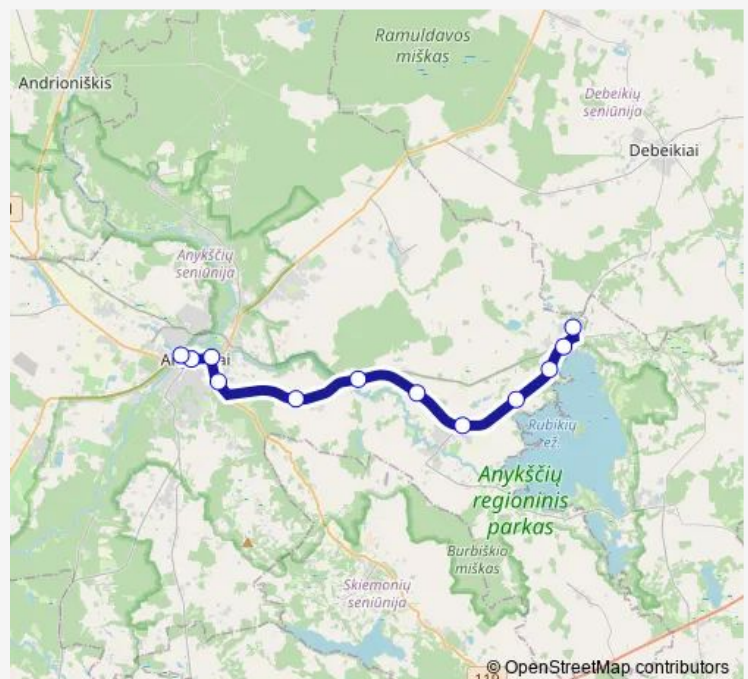 Ramuldavos
miškas
Andrioniškis
Debeikių
seniūnija
Debeikiai
Anykščių
seniūnija
Rubikių
ež.
Anykščių
regioninis
parkas
Burbiškio
miškas
Skiemonių
seniūnija
© OpenStreetMap contributors